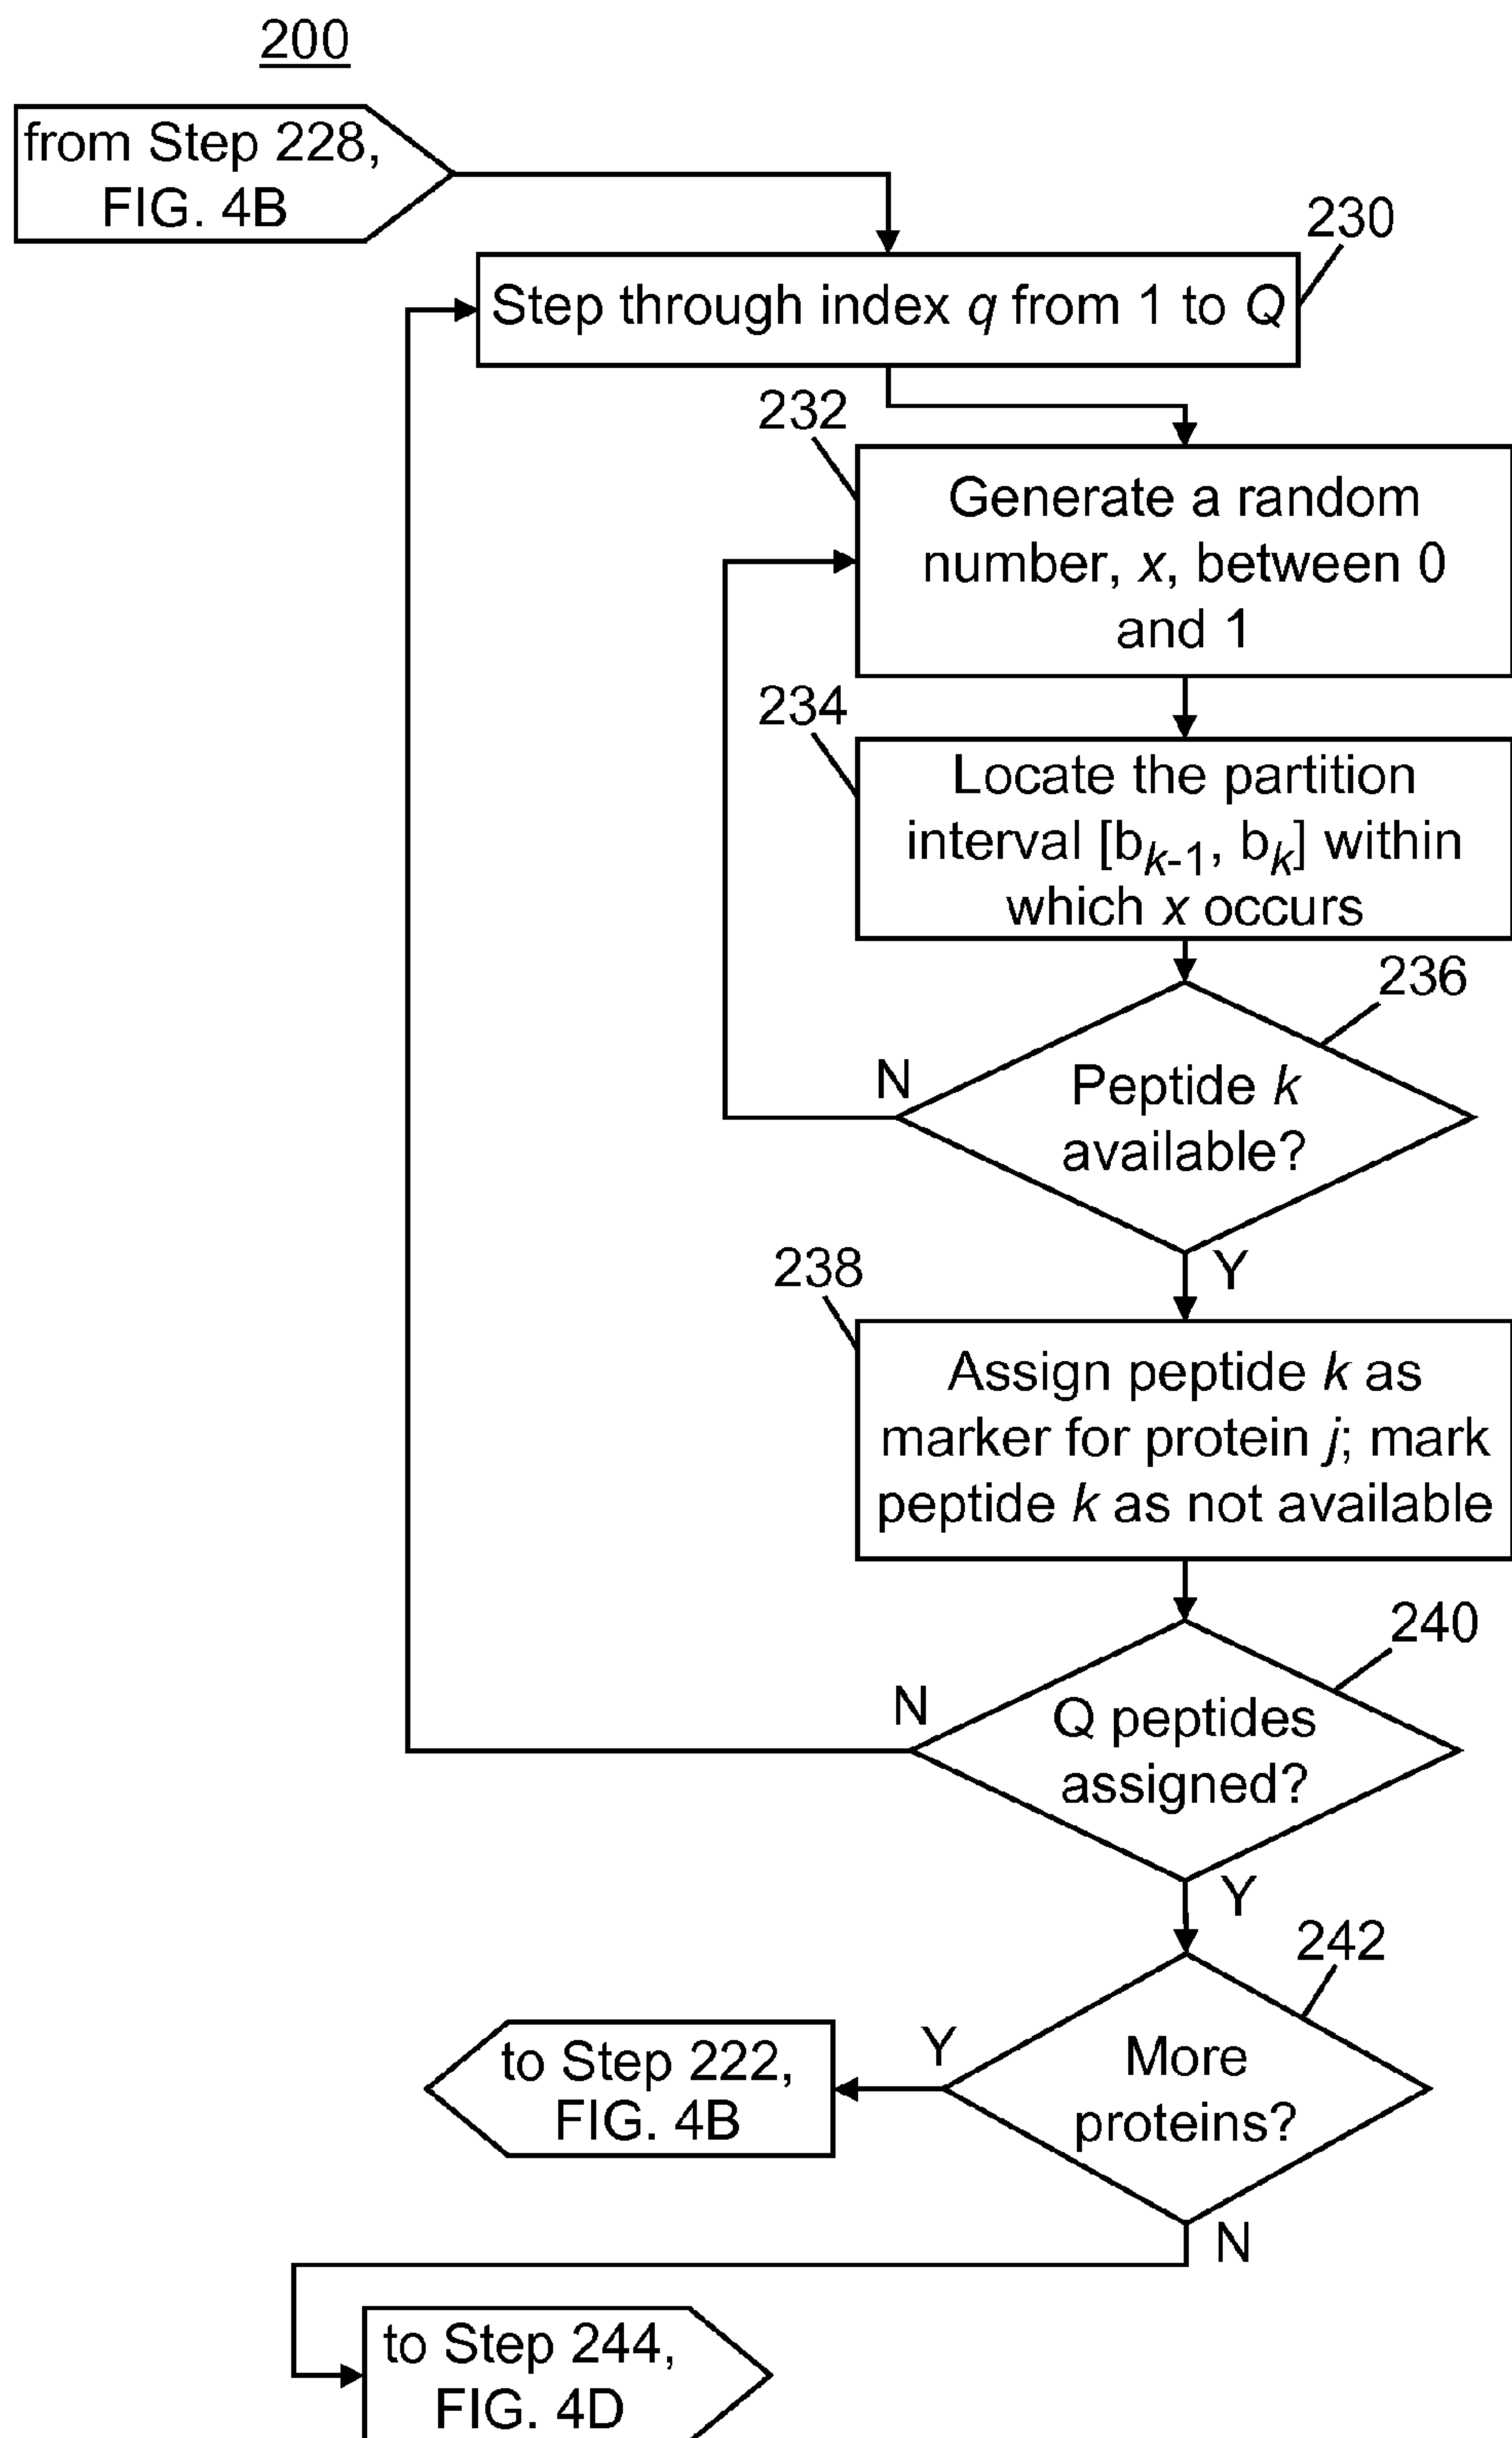 200
from Step 228,
FIG. 4B
230
Step through index q from 1 to Q
232
Generate a random
number, x, between 0
and 1
234
Locate the partition
interval [bk-1, bk] within
which x occurs
236
N
Peptide k
available?
Y
238
Assign peptide k as
marker for protein j; mark
peptide k as not available
240
N
Q peptides
assigned?
Y
242
Y
More
proteins?
to Step 222,
FIG. 4B
N
to Step 244,
FIG. 4D